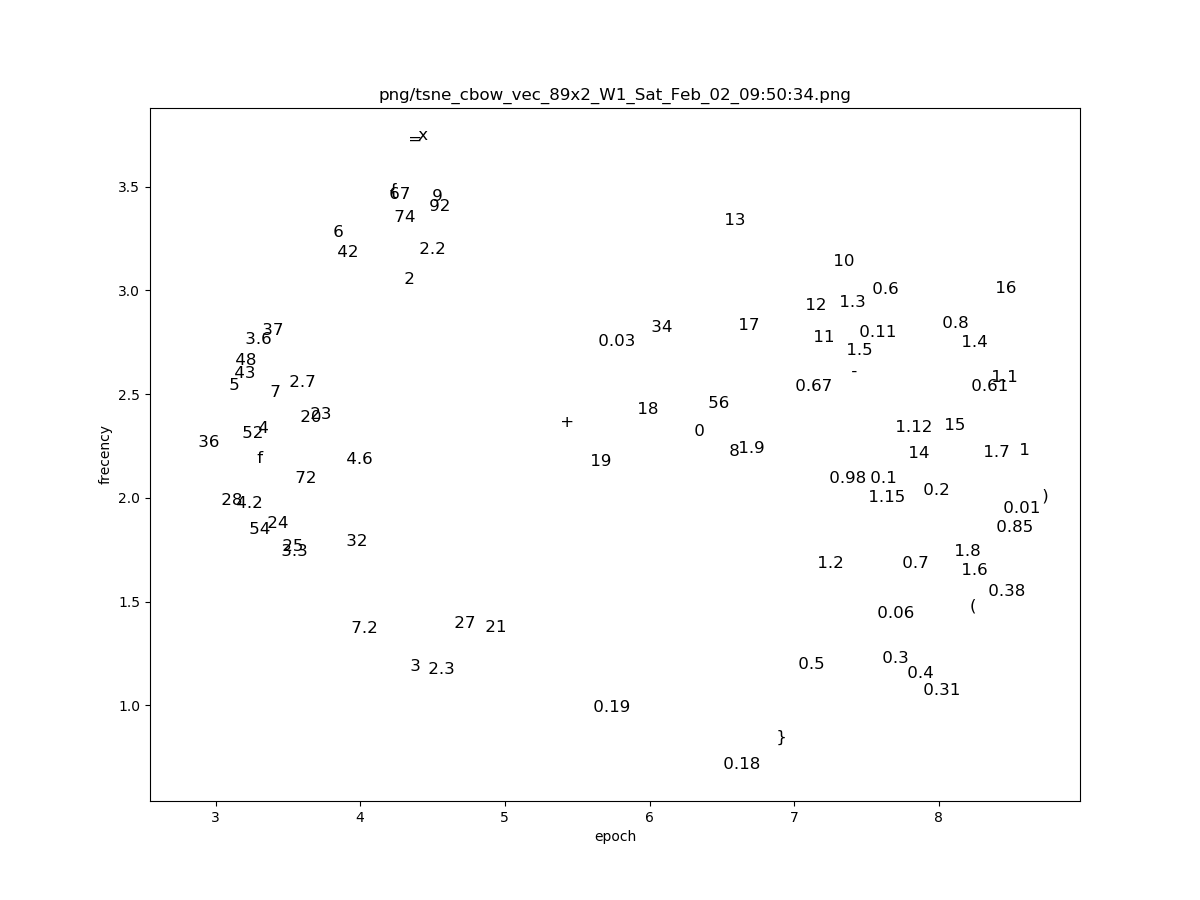 png/tsne_cbow_vec_89x2_W1_Sat_Feb_02_09:50:34.png
= x
3.5
{ 67 9
92
74
13
6
42 2.2
10
2
3.0
0.6 16
12 1.3
37 34 17 0.8
3.6 0.03 11 0.11 1.4
48 1.5
43 -
5 2.7 0.67 0.61 1.1
7
2.5
20 23 18 56
52 4 + 0 1.12 15
36 8 1.9 14 1.7 1
f 4.6 19
72 0.98 0.1
frecency
2.0
28 4.2 1.15 0.2 )
24 0.01
54 0.85
25 32
3.3 1.8
1.2 0.7 1.6
1.5
0.38
0.06 (
7.2 27 21
3 2.3 0.5 0.3
0.4
0.31
1.0
0.19
}
0.18
3 4 5 6 7 8
epoch